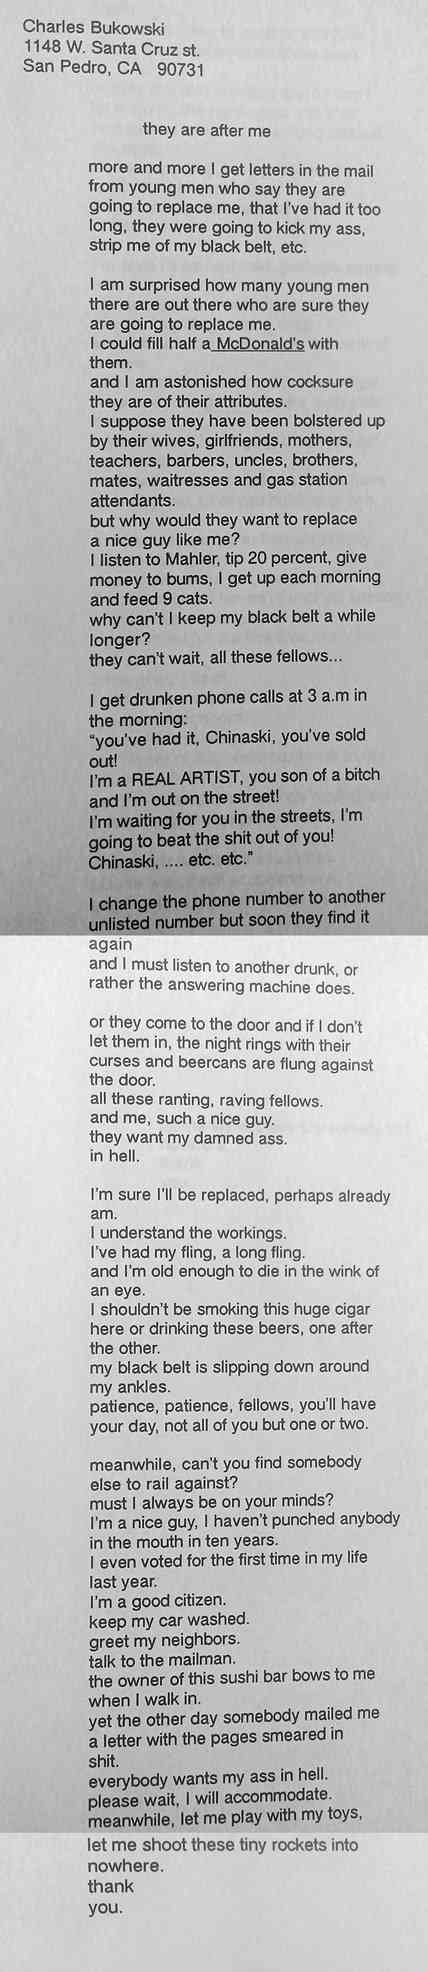 Charles Bukowski
1148 W. Santa Cruz st.
San Pedro, CA 90731
they are after me
more and more I get letters in the mail
from young men who say they are
going to replace me, that I've had it too
long, they were going to kick my ass,
strip me of my black belt, etc.
I am surprised how many young men
there are out there who are sure they
are going to replace me.
I could fill half a McDonald's with
them.
and I am astonished how cocksure
they are of their attributes.
I suppose they have been bolstered up
by their wives, girlfriends, mothers,
teachers, barbers, uncles, brothers,
mates, waitresses and gas station
attendants.
but why would they want to replace
a nice guy like me?
I listen to Mahler, tip 20 percent, give
money to bums, I get up each morning
and feed 9 cats.
why can't I keep my black belt a while
longer?
they can't wait, all these fellows...
I get drunken phone calls at 3 a.m in
the morning:
"you've had it, Chinaski, you've sold
out!
I'm a REAL ARTIST, you son of a bitch
and I'm out on the street!
I'm waiting for you in the streets, I'm
going to beat the shit out of you!
Chinaski, .... etc. etc."
I change the phone number to another
unlisted number but soon they find it
again
and I must listen to another drunk, or
rather the answering machine does.
or they come to the door and if I don't
let them in, the night rings with their
curses and beercans are flung against
the door.
all these ranting, raving fellows.
and me, such a nice guy.
they want my damned ass.
in hell.
I'm sure I'll be replaced, perhaps already
am.
I understand the workings.
I've had my fling, a long fling.
and I'm old enough to die in the wink of
an eye.
I shouldn't be smoking this huge cigar
here or drinking these beers, one after
the other.
my black belt is slipping down around
my ankles.
patience, patience, fellows, you'll have
your day, not all of you but one or two.
meanwhile, can't you find somebody
else to rail against?
must I always be on your minds?
I'm a nice guy, I haven't punched anybody
in the mouth in ten years.
I even voted for the first time in my life
last year.
I'm a good citizen.
keep my car washed.
greet my neighbors.
talk to the mailman.
the owner of this sushi bar bows to me
when I walk in.
yet the other day somebody mailed me
a letter with the pages smeared in
shit.
everybody wants my ass in hell.
please wait, I will accommodate.
meanwhile, let me play with my toys,
let me shoot these tiny rockets into
nowhere.
thank
you.